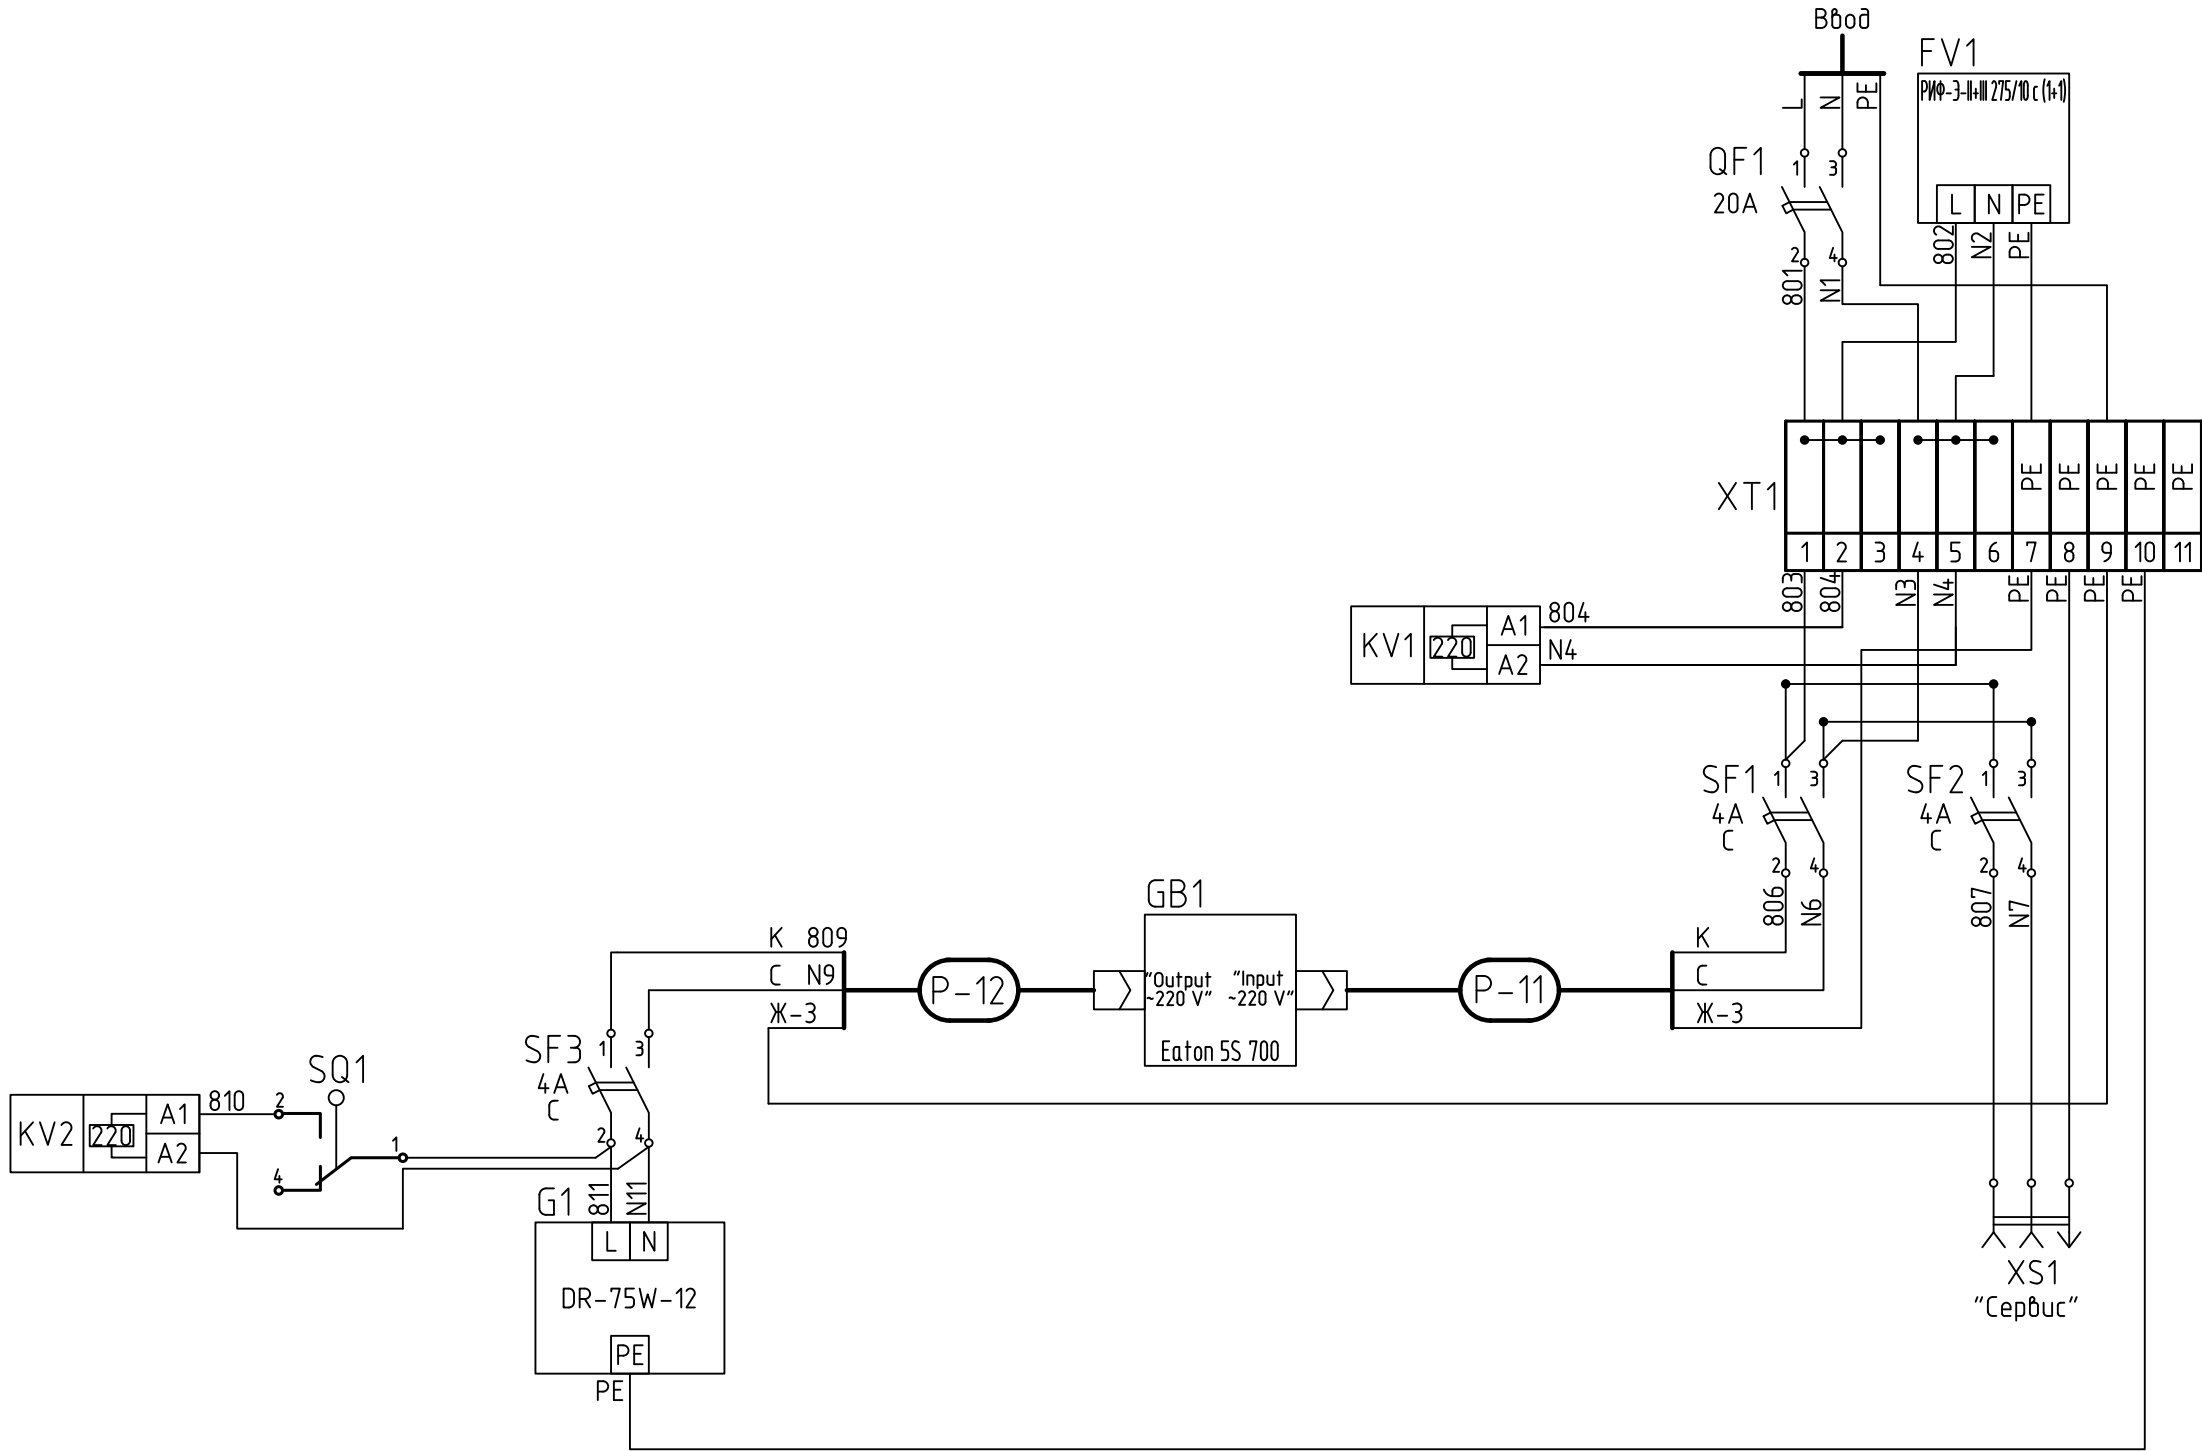 Ввод
FV1
РИФ-Э-II+III 275/10 с (1+1)
L N PE
L N PE
QF1
20А
1 3
2 4
801 N1
802 N2 PE
XT1
PE PE PE PE PE
1 2 3 4 5 6 7 8 9 10 11
803 804 N3 N4 PE PE PE PE
KV1 220 A1 A2
804
N4
SF1
4А
С
1 3
2 4
806 N6
SF2
4А
С
1 3
2 4
807 N7
GB1
"Output
~220 V"
"Input
~220 V"
Eaton 5S 700
К 809
С N9
Ж-3
P-12
P-11
К
С
Ж-3
SF3
4А
С
1 3
2 4
811 N11
SQ1
2
1
4
KV2 220 A1 A2
810
G1
L N
DR-75W-12
PE
PE
XS1
"Сервис"